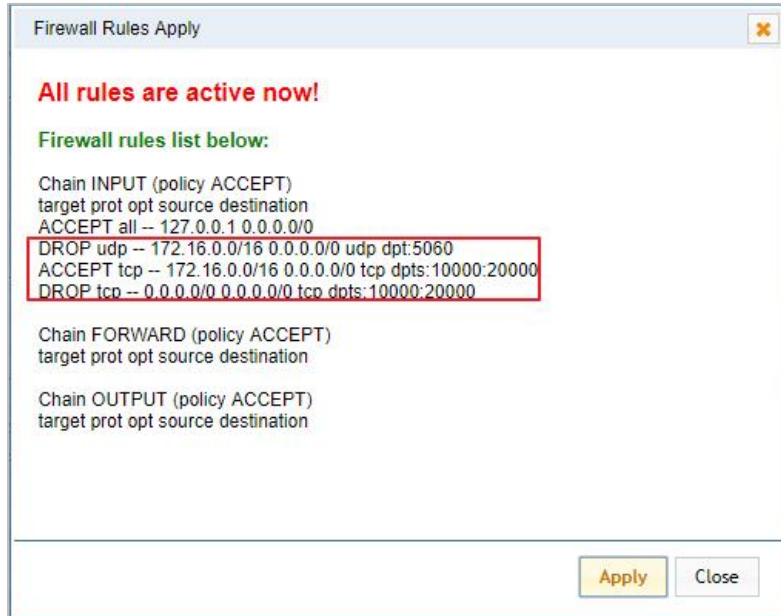 Firewall Rules Apply
All rules are active now!
Firewall rules list below:
Chain INPUT (policy ACCEPT)
target prot opt source destination
ACCEPT all -- 127.0.0.1 0.0.0.0/0
DROP udp -- 172.16.0.0/16 0.0.0.0/0 udp dpt:5060
ACCEPT tcp -- 172.16.0.0/16 0.0.0.0/0 tcp dpts:10000:20000
DROP tcp -- 0.0.0.0/0 0.0.0.0/0 tcp dpts:10000:20000
Chain FORWARD (policy ACCEPT)
target prot opt source destination
Chain OUTPUT (policy ACCEPT)
target prot opt source destination
Apply Close